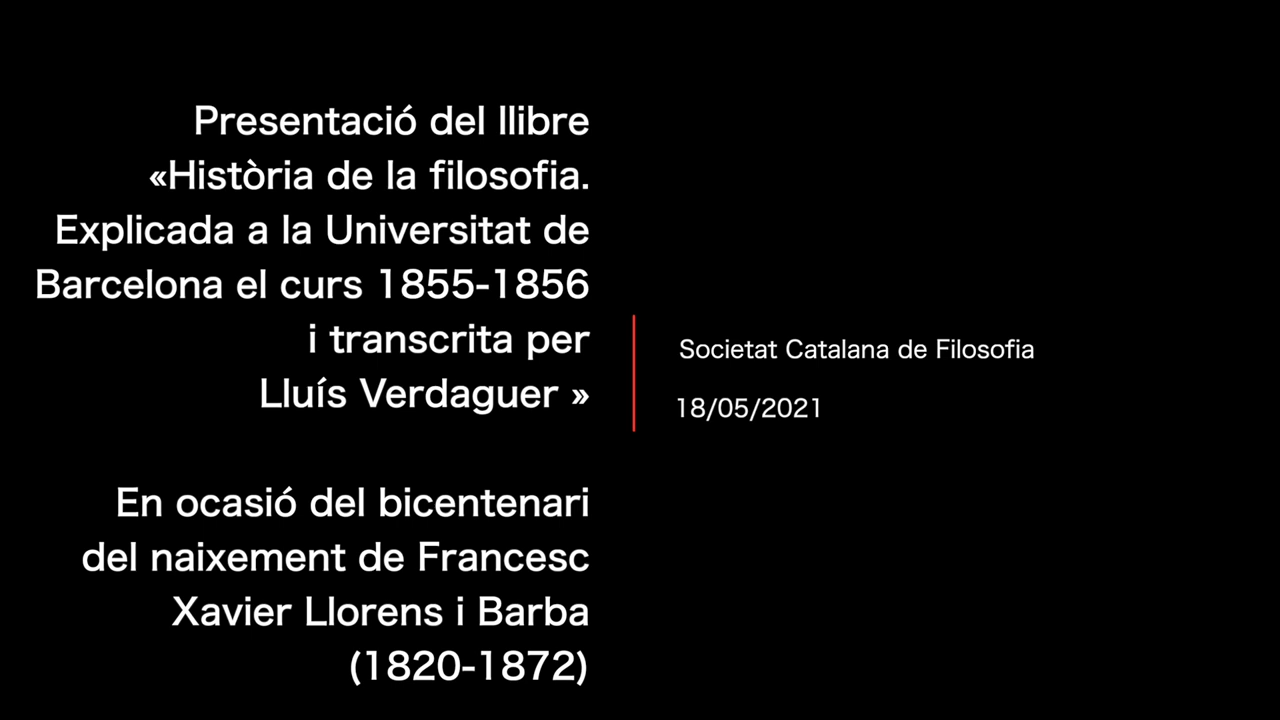 Presentació del llibre
«Història de la filosofia.
Explicada a la Universitat de
Barcelona el curs 1855-1856
i transcrita per
Lluís Verdaguer »
En ocasió del bicentenari
del naixement de Francesc
Xavier Llorens i Barba
(1820-1872)
Societat Catalana de Filosofia
18/05/2021